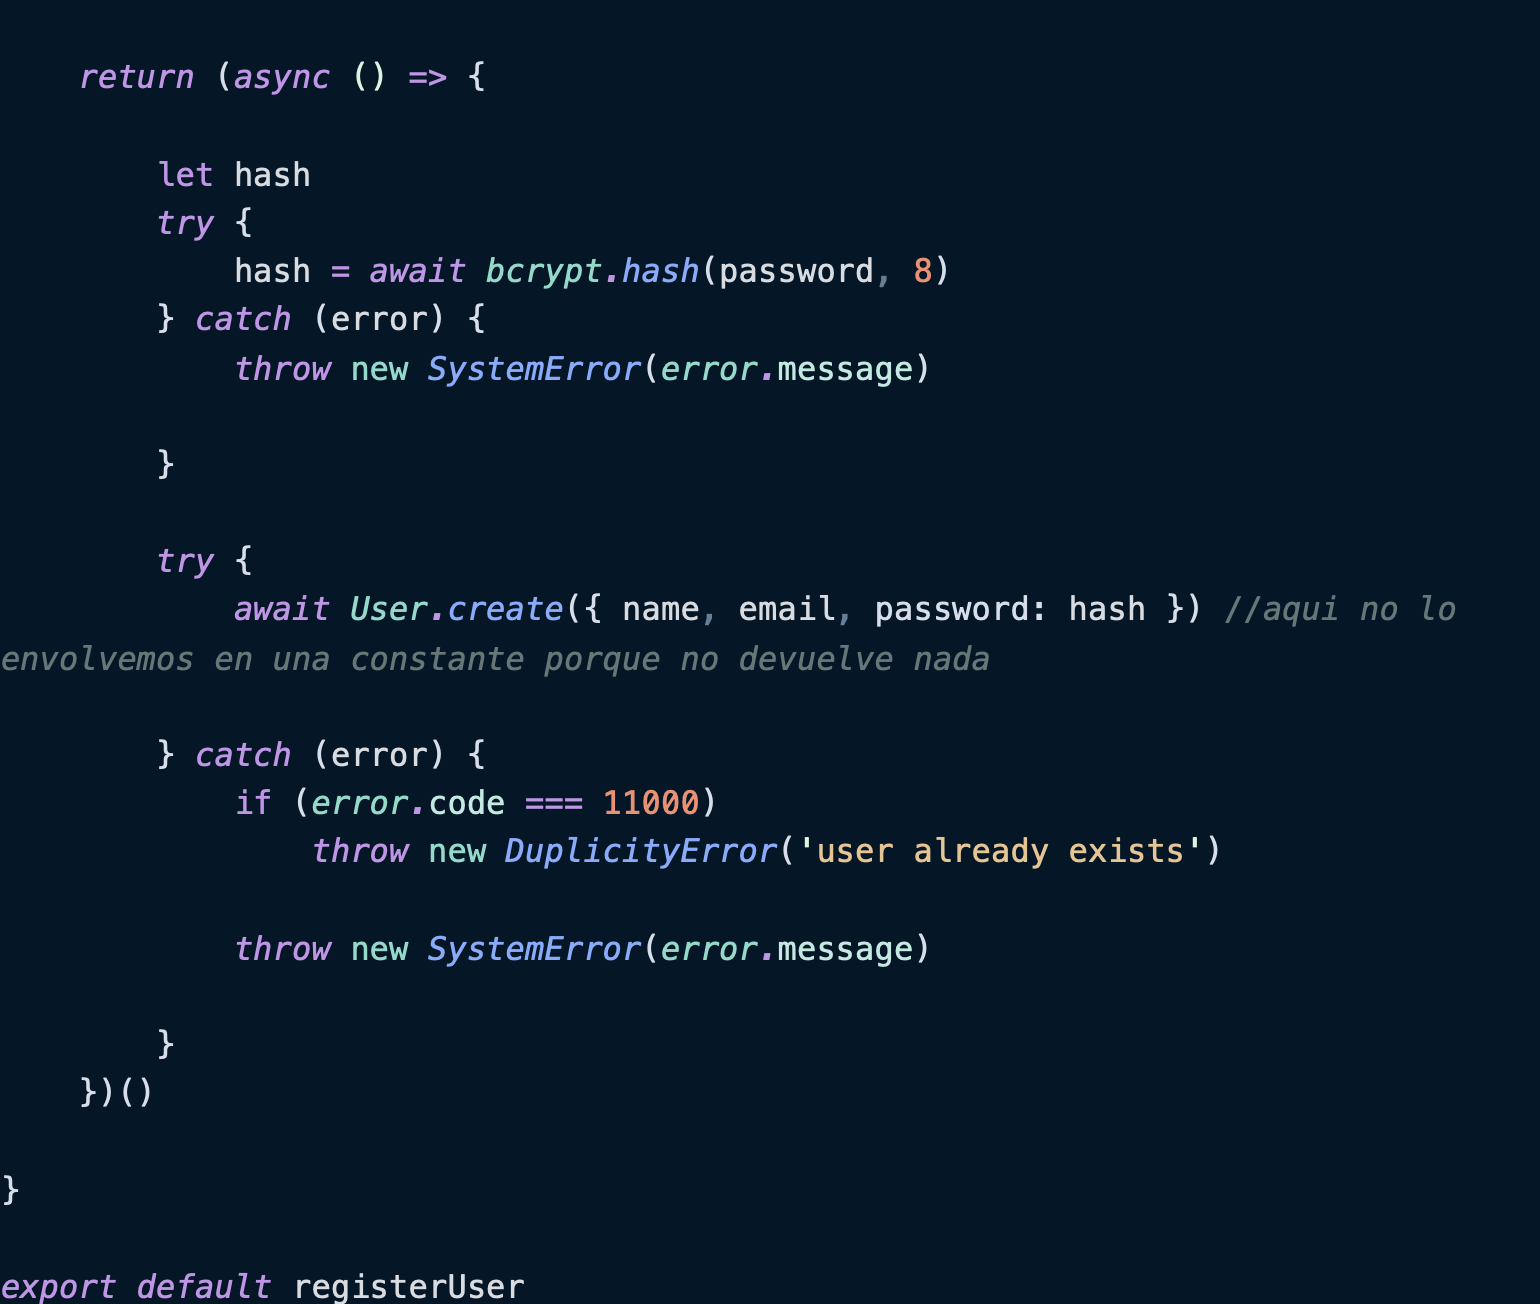 return (async () => {
let hash
try {
hash = await bcrypt.hash(password, 8)
} catch (error) {
throw new SystemError(error.message)
}
try {
await User.create({ name, email, password: hash }) //aqui no lo
envolvemos en una constante porque no devuelve nada
} catch (error) {
if (error.code === 11000)
throw new DuplicityError('user already exists')
throw new SystemError(error.message)
}
})()
}
export default registerUser